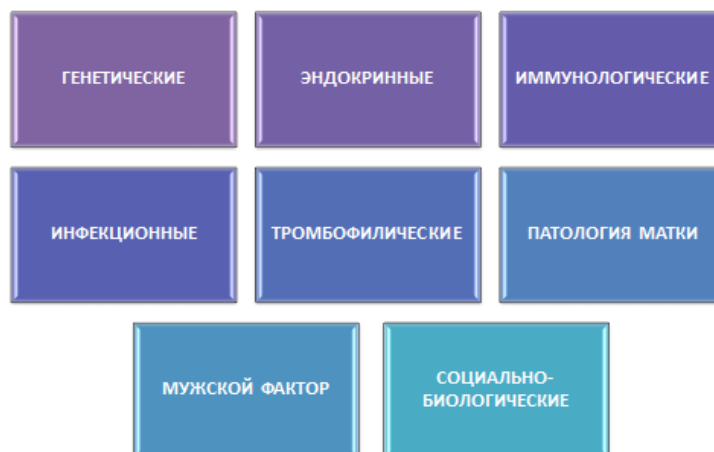 ГЕНЕТИЧЕСКИЕ
ЭНДОКРИННЫЕ
ИММУНОЛОГИЧЕСКИЕ
ИНФЕКЦИОННЫЕ
ТРОМБОФИЛИЧЕСКИЕ
ПАТОЛОГИЯ МАТКИ
МУЖСКОЙ ФАКТОР
СОЦИАЛЬНО-
БИОЛОГИЧЕСКИЕ